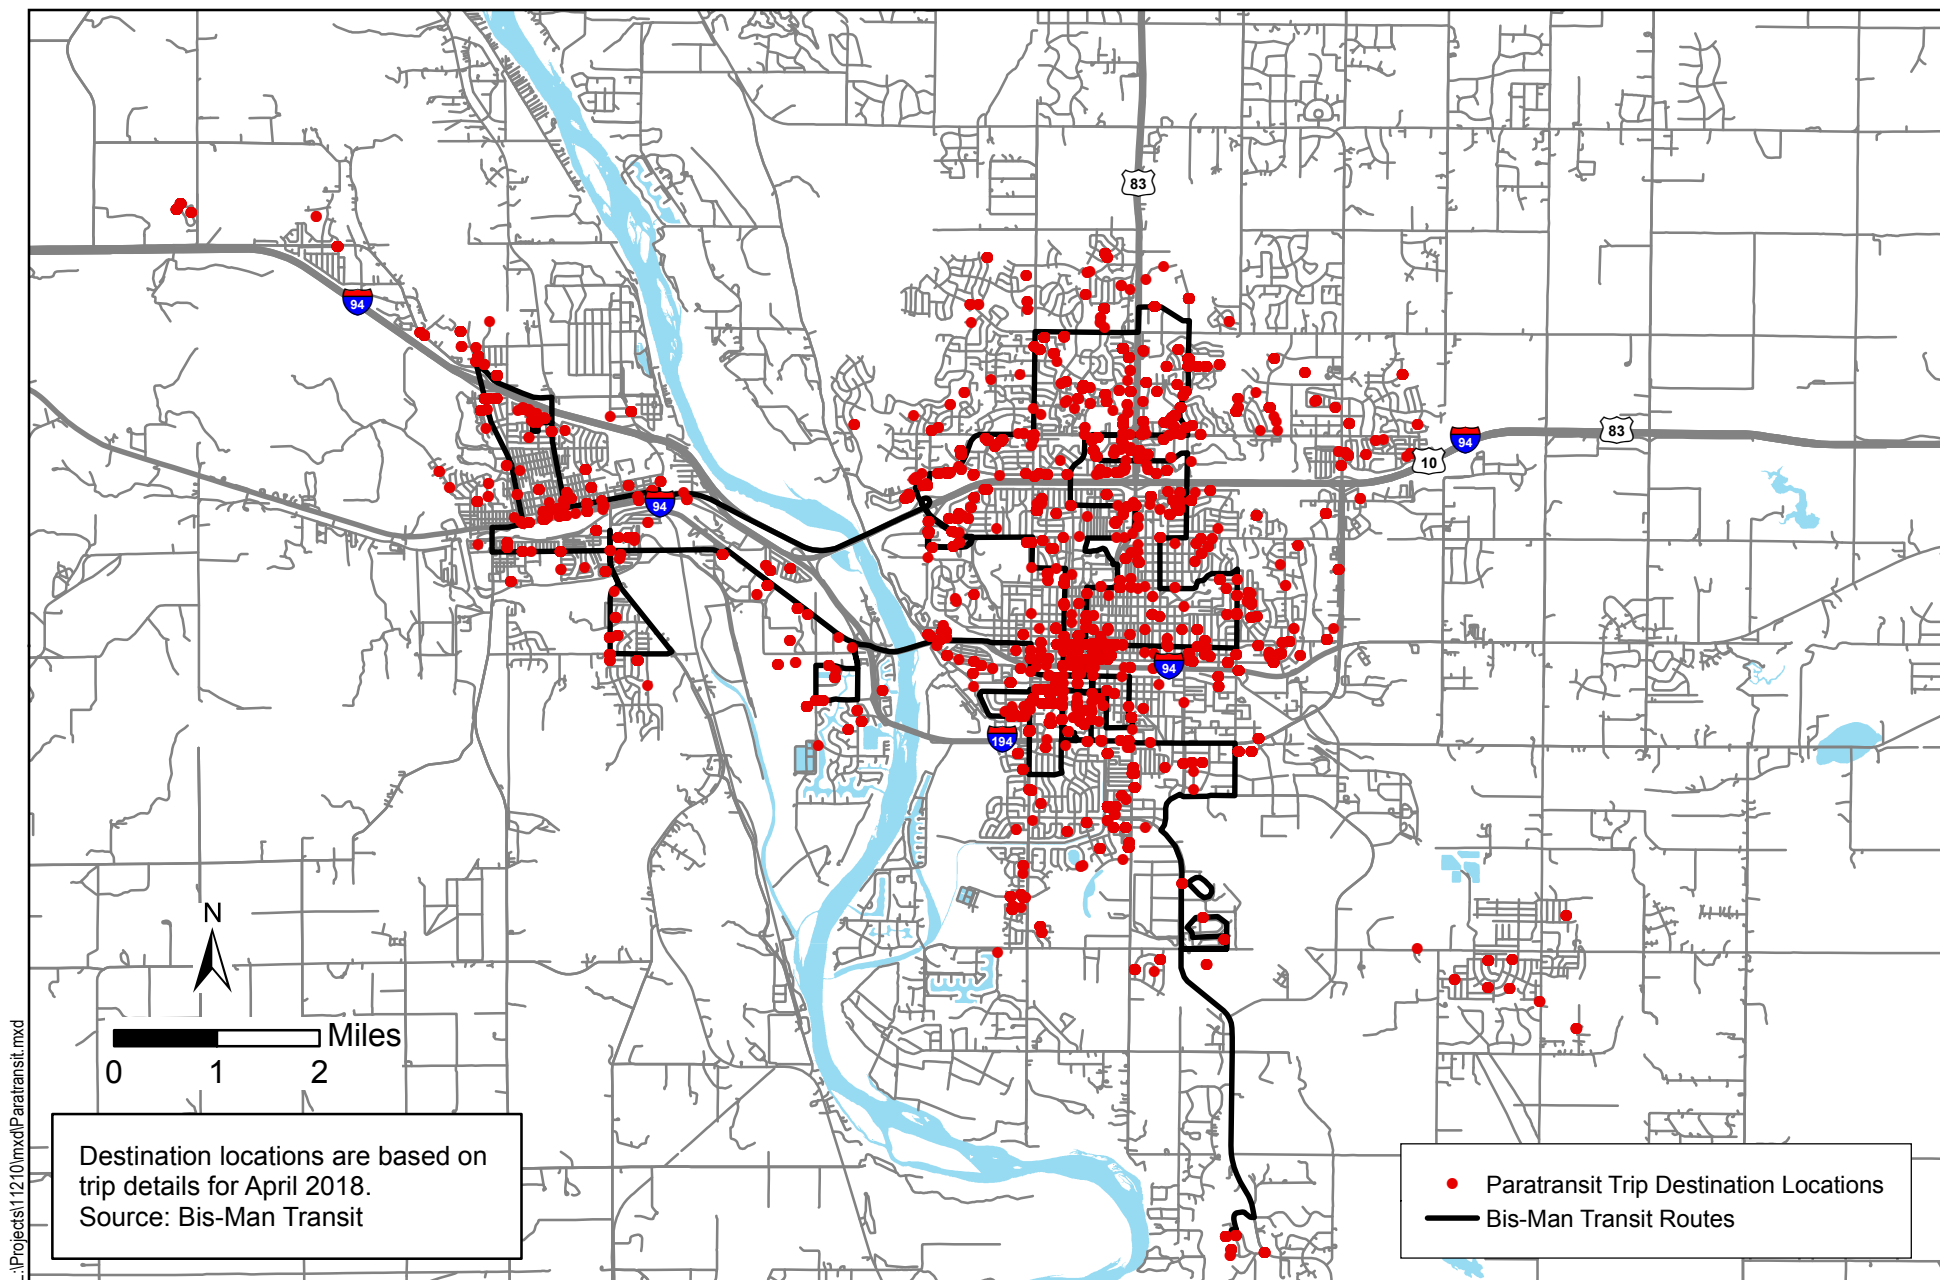 83
94
83
94
10
94
94
194
N
Miles
0 1 2
Destination locations are based on
trip details for April 2018.
Source: Bis-Man Transit
Paratransit Trip Destination Locations
Bis-Man Transit Routes
:\Projects\11210\mxd\Paratransit.mxd